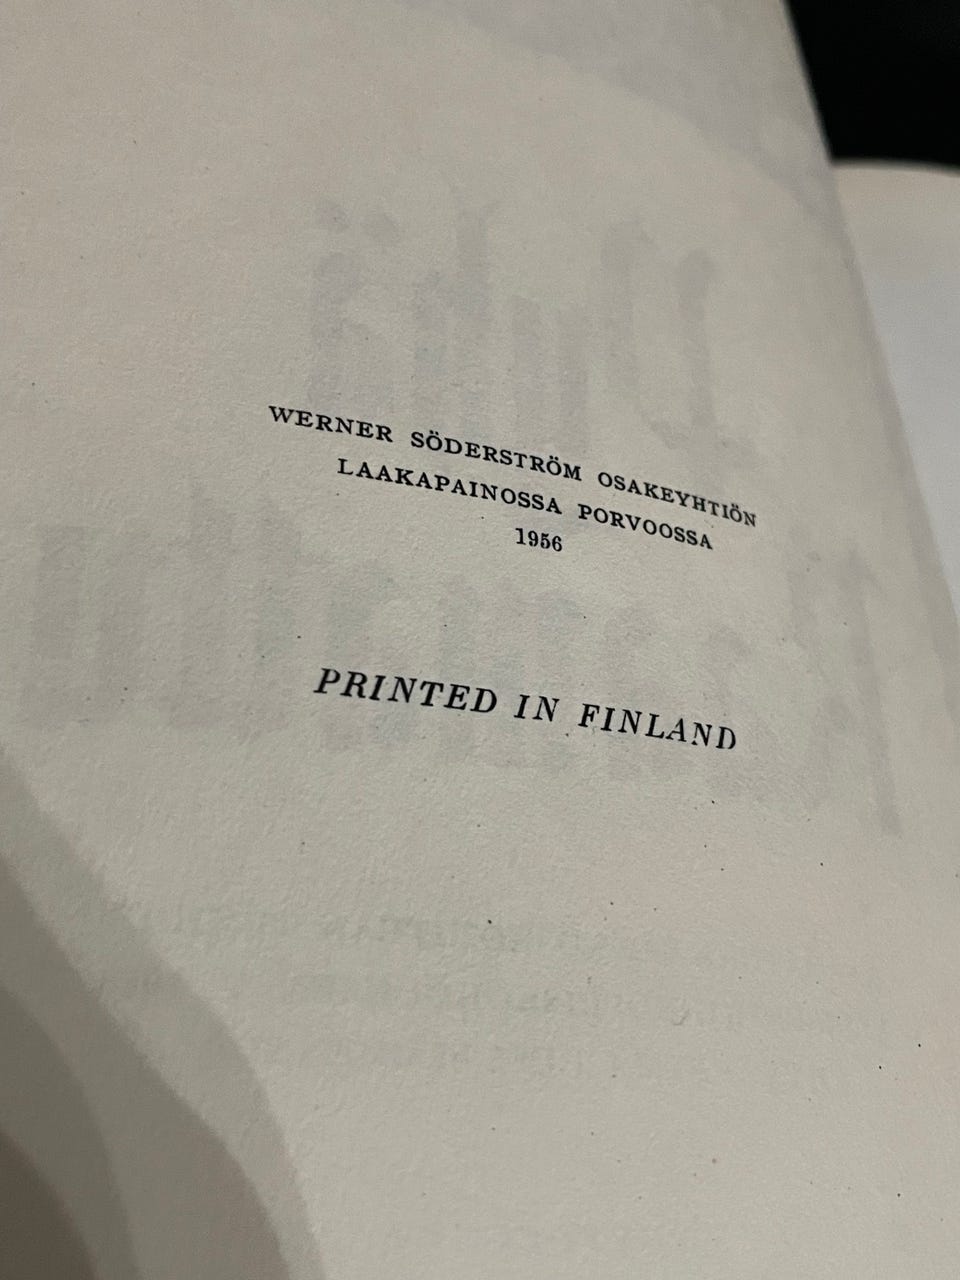 WERNER SÖDERSTRÖM OSAKEYHTIÖN
LAAKAPAINOSSA PORVOOSSA
1956
PRINTED IN FINLAND